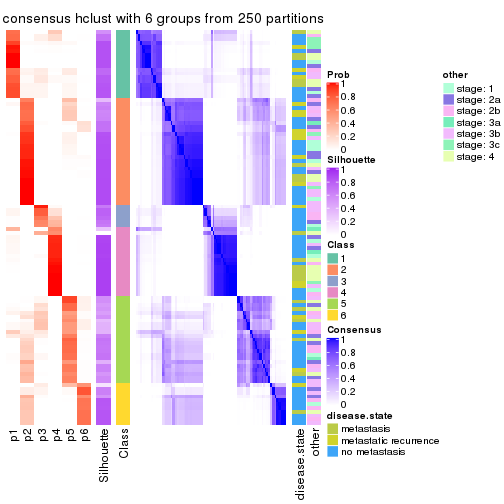 consensus hclust with 6 groups from 250 partitions
Prob
1
0.8
0.6
0.4
0.2
0
Silhouette
1
0.8
0.6
0.4
0.2
0
Class
1
2
3
4
5
6
Consensus
1
0.8
0.6
0.4
0.2
0
disease.state
metastasis
metastatic recurrence
no metastasis
other
stage: 1
stage: 2a
stage: 2b
stage: 3a
stage: 3b
stage: 3c
stage: 4
p1
p2
p3
p4
p5
p6
Silhouette
Class
disease.state
other